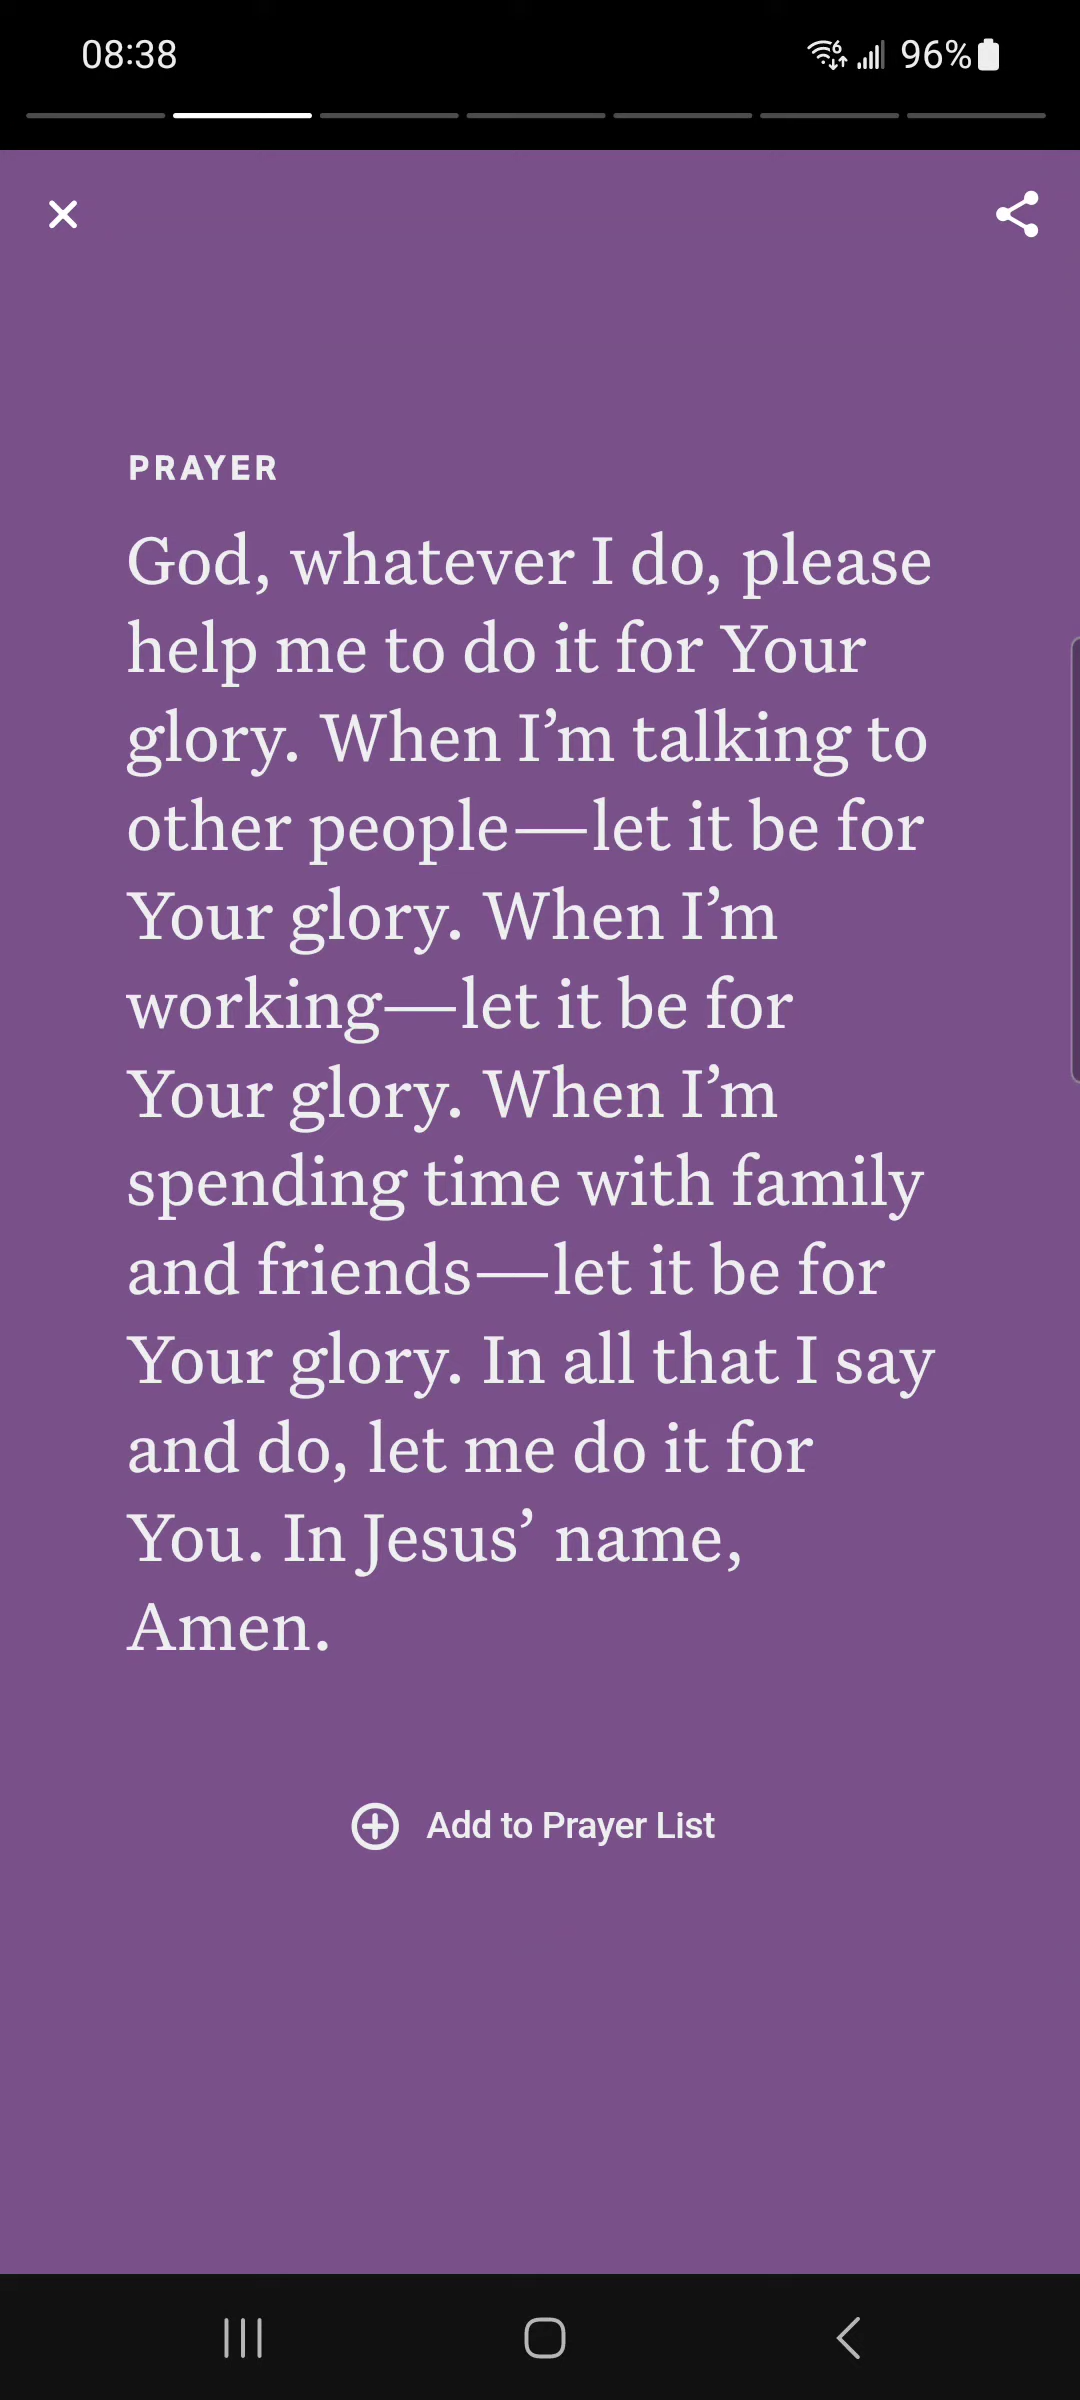 08:38
6 96%
PRAYER
God, whatever I do, please
help me to do it for Your
glory. When I’m talking to
other people—let it be for
Your glory. When I’m
working—let it be for
Your glory. When I’m
spending time with family
and friends—let it be for
Your glory. In all that I say
and do, let me do it for
You. In Jesus’ name,
Amen.
Add to Prayer List